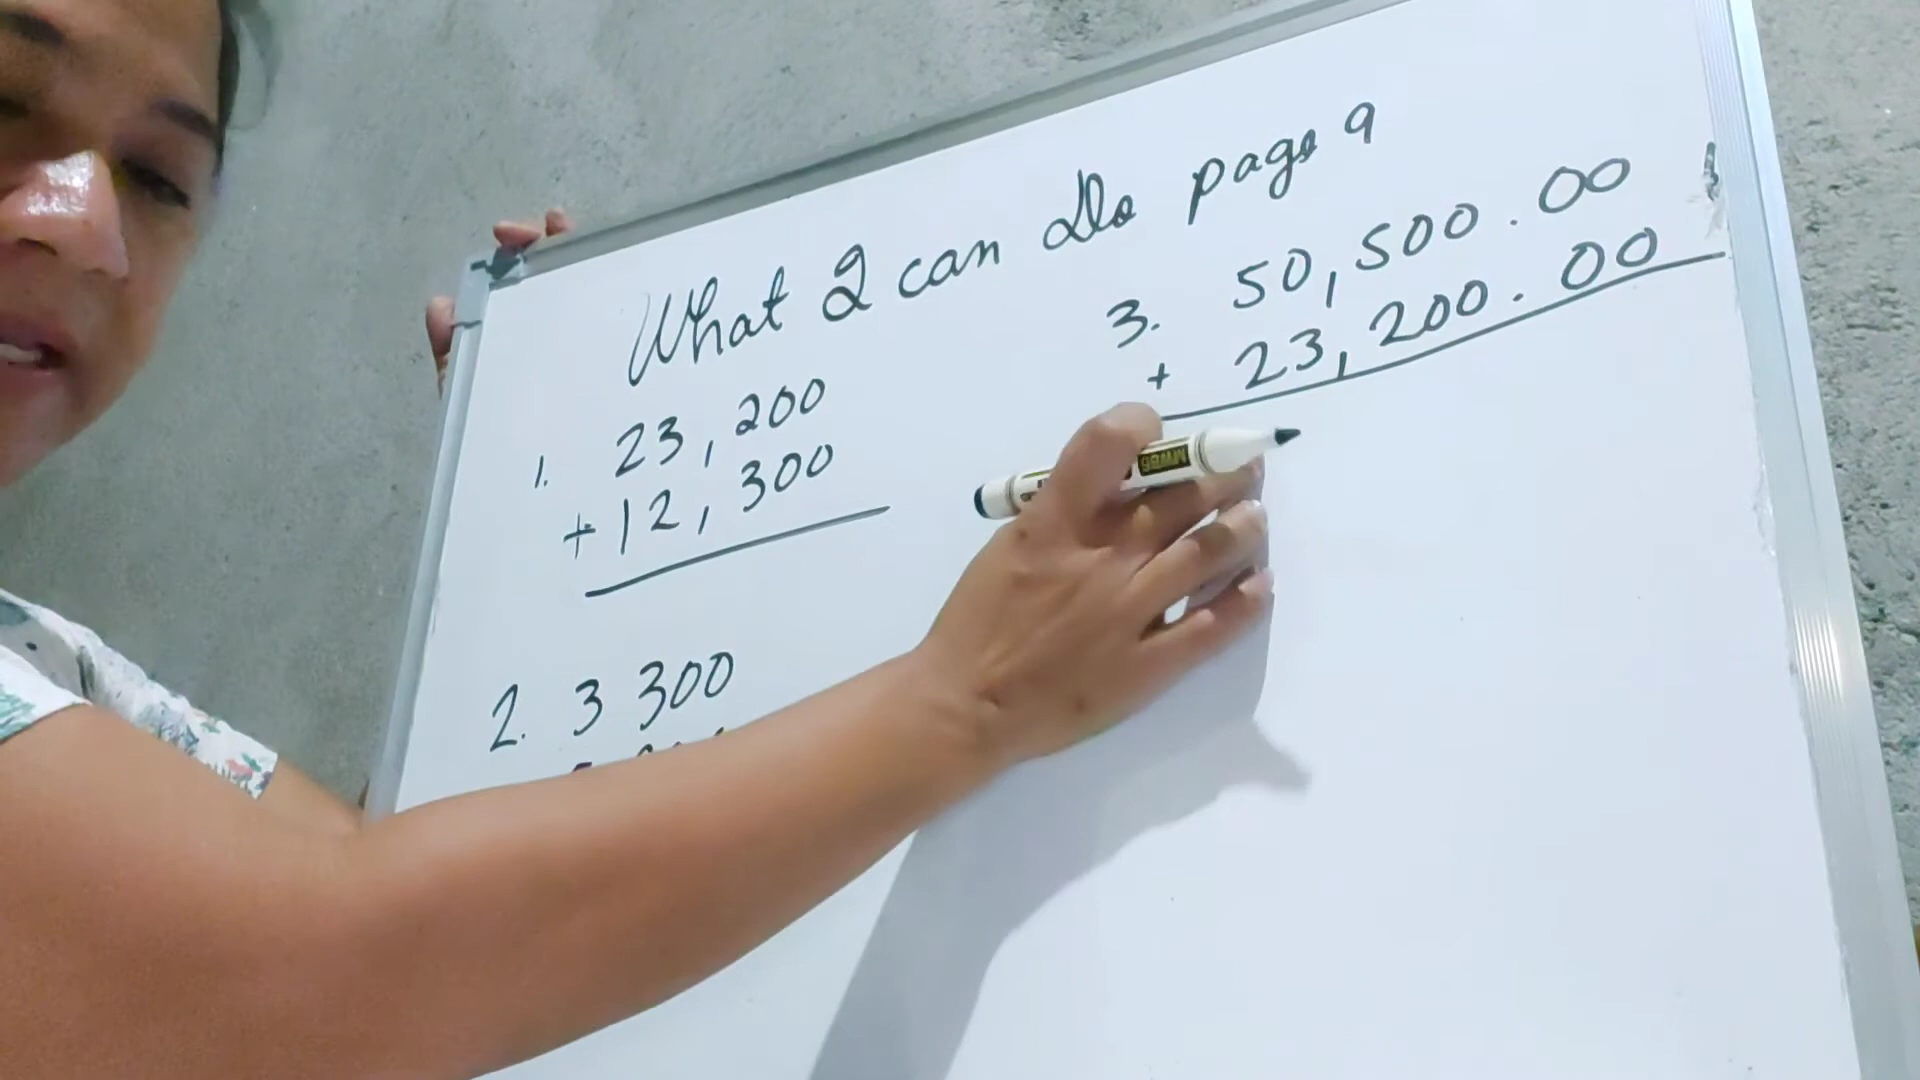 What I can Do page 9
1. 23,200
+12,300
2. 3 300
3. 50,500.00
+ 23,200.00
MW86